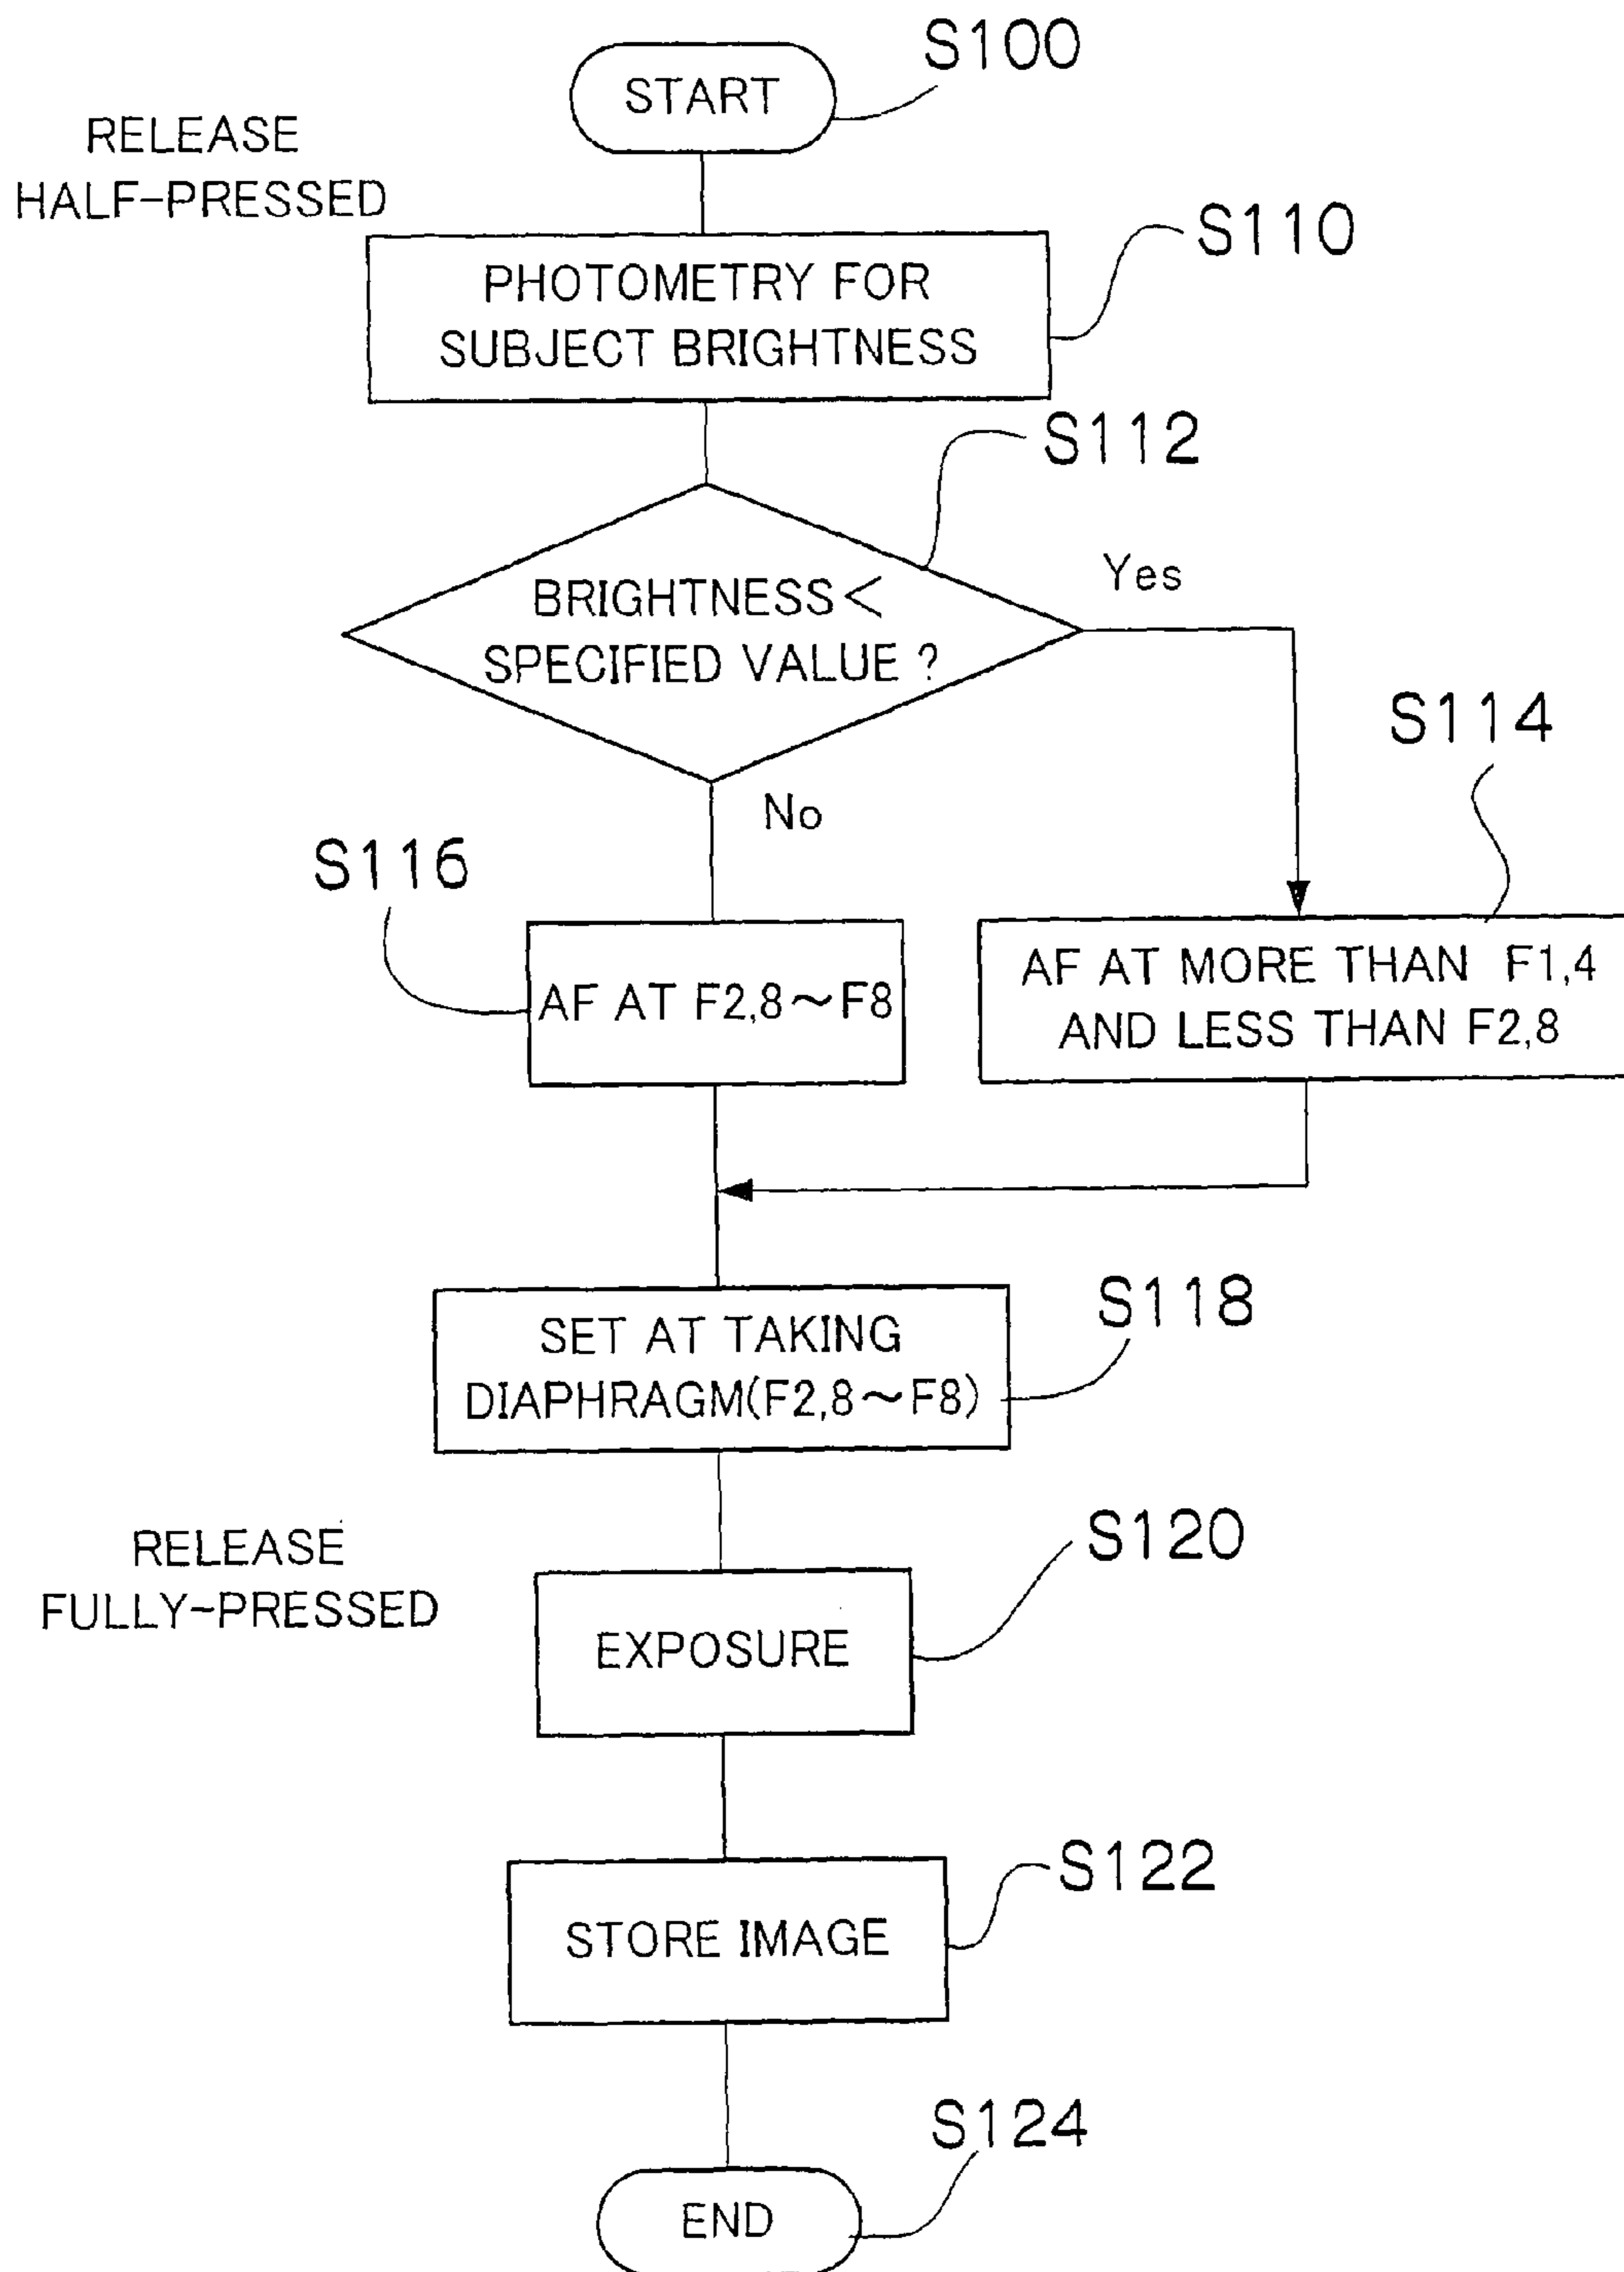 S100
START
RELEASE
HALF-PRESSED
S110
PHOTOMETRY FOR
SUBJECT BRIGHTNESS
S112
Yes
BRIGHTNESS<
SPECIFIED VALUE ?
S114
No
S116
AF AT F2,8~F8
AF AT MORE THAN F1,4
AND LESS THAN F2,8
S118
SET AT TAKING
DIAPHRAGM(F2,8~F8)
S120
RELEASE
FULLY-PRESSED
EXPOSURE
S122
STORE IMAGE
S124
END